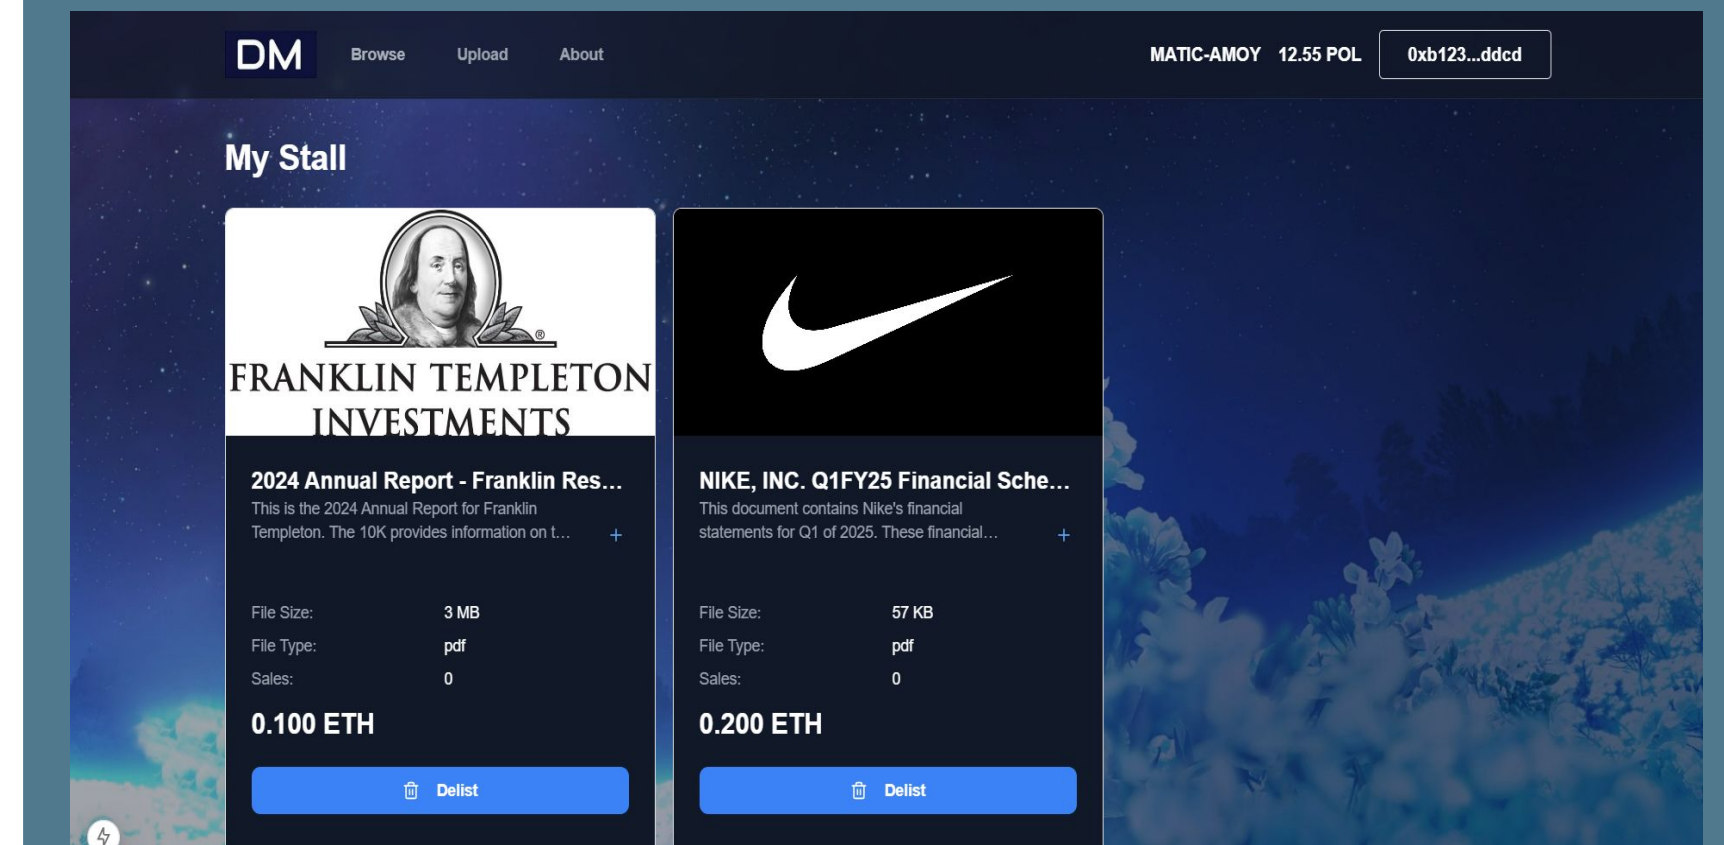 DM Browse Upload About MATIC-AMOY 12.55 POL 0xb123...ddcd
My Stall
®
FRANKLIN TEMPLETON
INVESTMENTS
2024 Annual Report - Franklin Res...
This is the 2024 Annual Report for Franklin
Templeton. The 10K provides information on t... +
File Size: 3 MB
File Type: pdf
Sales: 0
0.100 ETH
Delist
NIKE, INC. Q1FY25 Financial Sche...
This document contains Nike's financial
statements for Q1 of 2025. These financial... +
File Size: 57 KB
File Type: pdf
Sales: 0
0.200 ETH
Delist